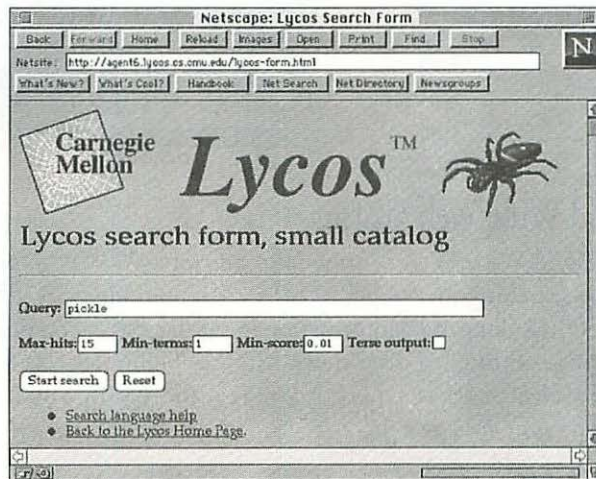 Netscape: Lycos Search Form
Back Forward Home Reload Images Open Print Find Stop
Netsite: http://agent6.lycos.cs.cmu.edu/lycos-form.html
N
What's New? What's Cool? Handbook Net Search Net Directory Newsgroups
Carnegie
Mellon
Lycos TM
Lycos search form, small catalog
Query: pickle
Max-hits: 15 Min-terms: 1 Min-score: 0.01 Terse output:
Start search Reset
Search language help
Back to the Lycos Home Page.